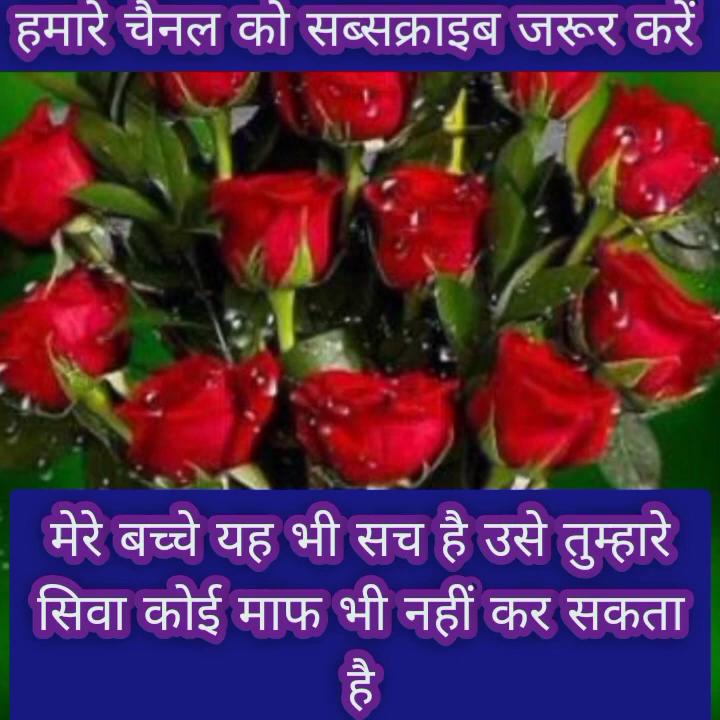 हमारे चैनल को सब्सक्राइब जरूर करें
मेरे बच्चे यह भी सच है उसे तुम्हारे
सिवा कोई माफ भी नहीं कर सकता
है